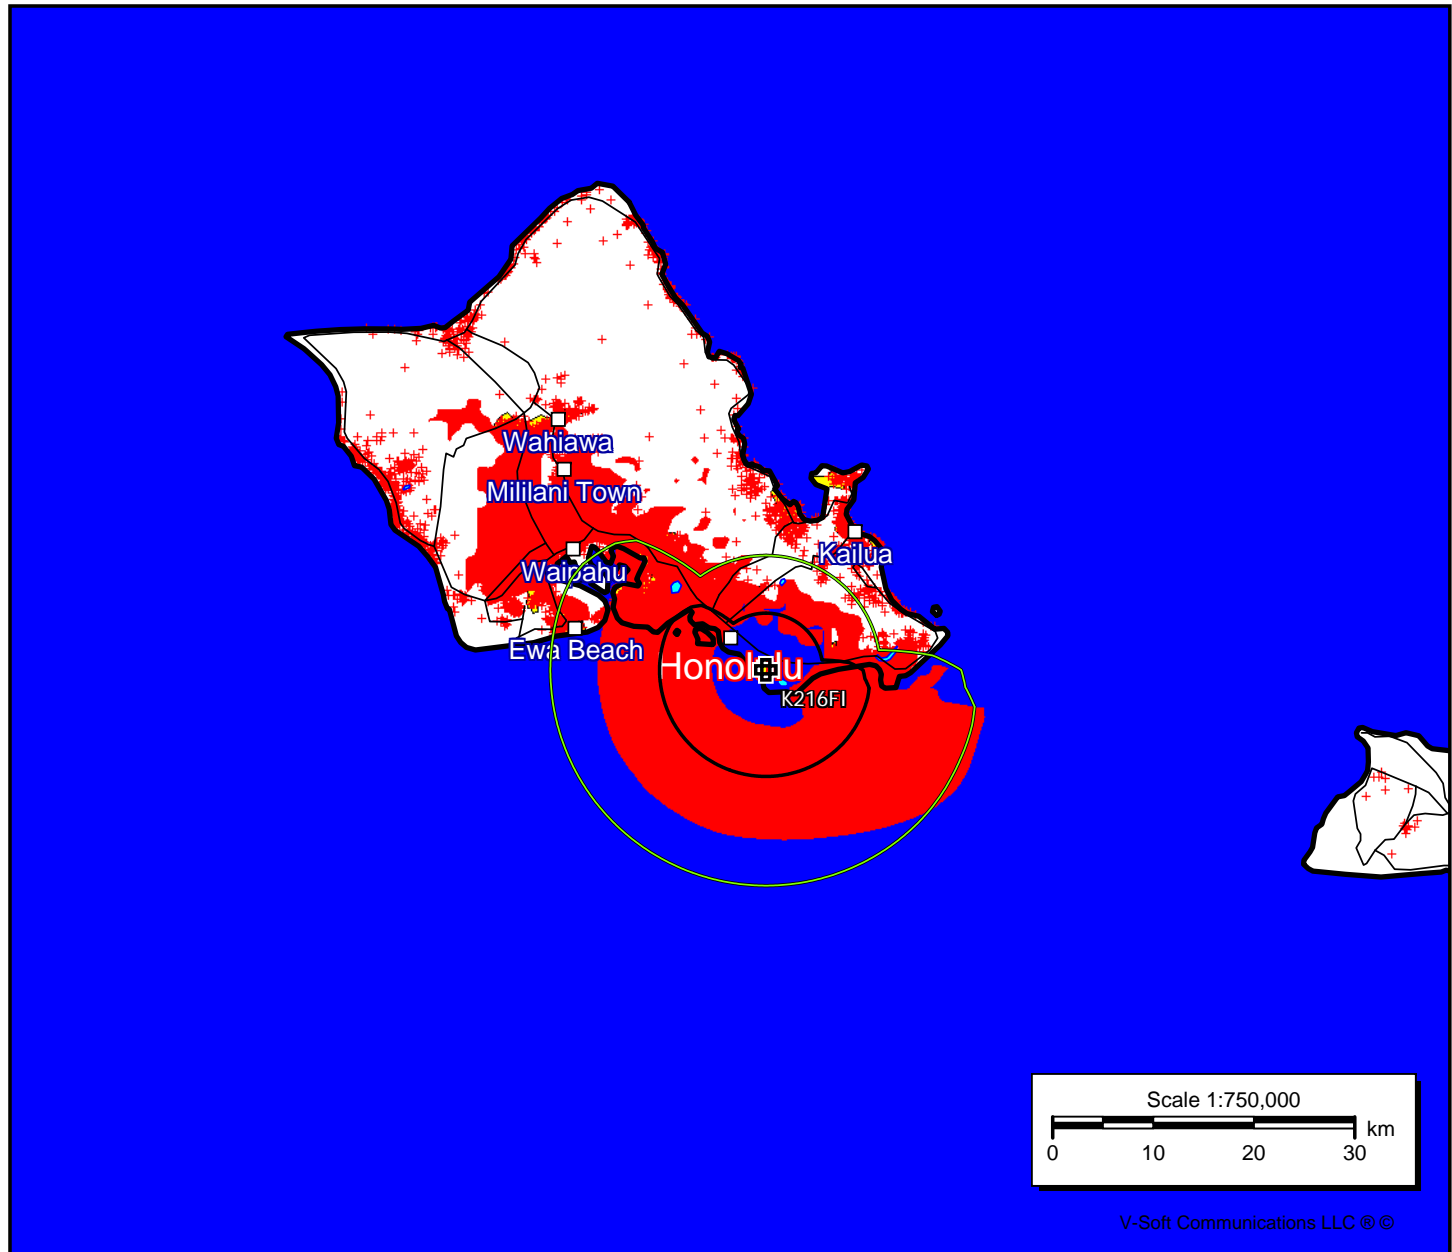 Wahiawa
Mililani Town
Kailua
Waipahu
Ewa Beach
Honolulu
K216FI
Scale 1:750,000
km
0 10 20 30
V-Soft Communications LLC ® ©